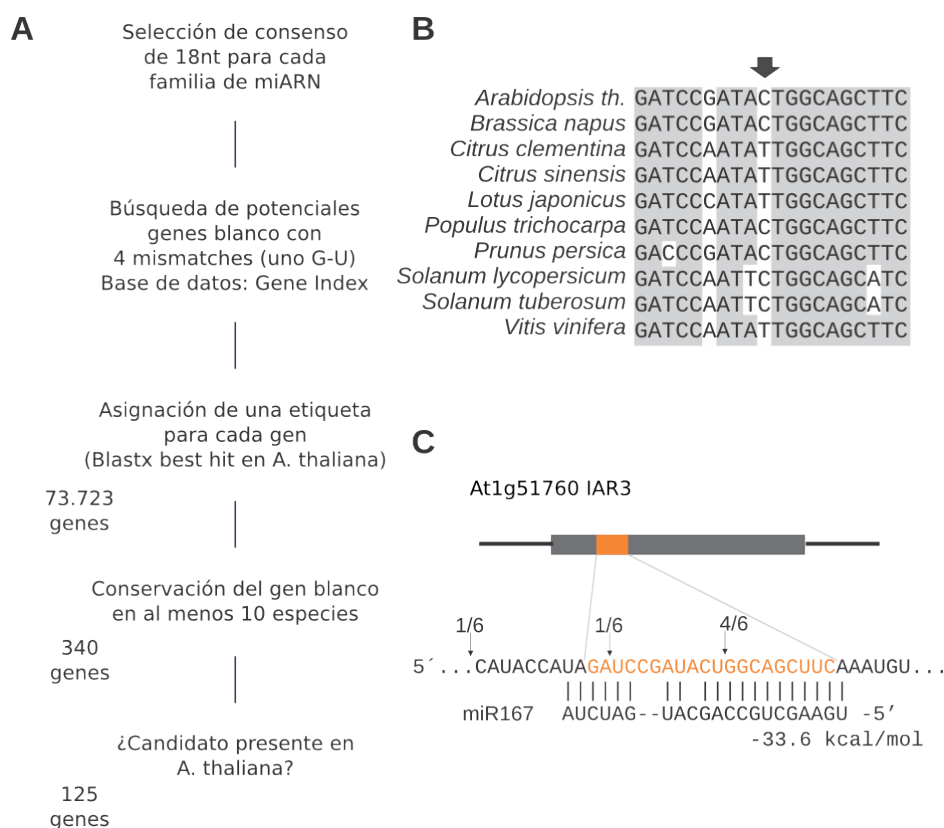 A
Selección de consenso
de 18nt para cada
familia de miARN
Búsqueda de potenciales
genes blanco con
4 mismatches (uno G-U)
Base de datos: Gene Index
Asignación de una etiqueta
para cada gen
(Blastx best hit en A. thaliana)
73.723
genes
Conservación del gen blanco
en al menos 10 especies
340
genes
¿Candidato presente en
A. thaliana?
125
genes
B
Arabidopsis th. GATCCGATACTGGCAGCTTC
Brassica napus GATCCGATACTGGCAGCTTC
Citrus clementina GATCCAATATTGGCAGCTTC
Citrus sinensis GATCCAATATTGGCAGCTTC
Lotus japonicus GATCCCATATTGGCAGCTTC
Populus trichocarpa GATCCAATACTGGCAGCTTC
Prunus persica GACCCGATACTGGCAGCTTC
Solanum lycopersicum GATCCAATTCTGGCAGCATC
Solanum tuberosum GATCCAATTCTGGCAGCATC
Vitis vinifera GATCCAATATTGGCAGCTTC
C
At1g51760 IAR3
1/6 1/6 4/6
5´...CAUACCAUAGAUCCGAUACUGGCAGCUUCAAAUGU...
miR167 AUCUAG--UACGACCGUCGAAGU -5’
-33.6 kcal/mol